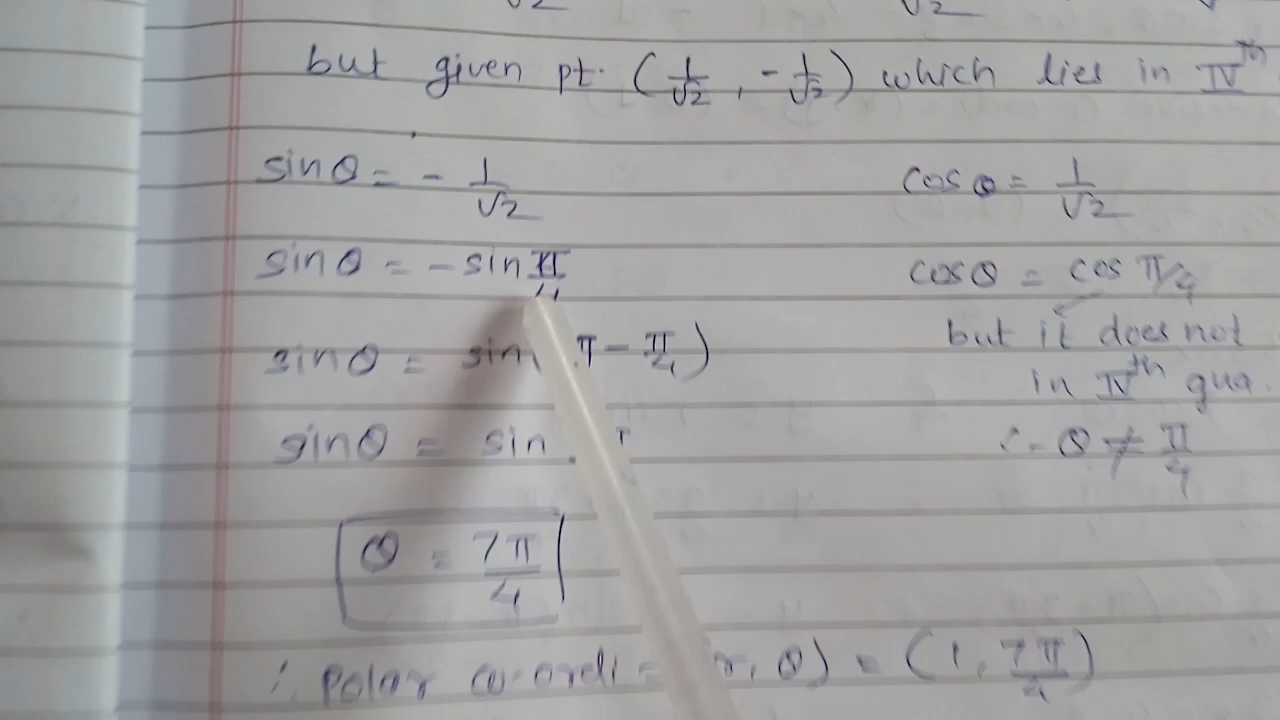 √2 √2
but given pt. (1/√2, -1/√2) which lies in IVth
sinθ = - 1/√2 cosθ = 1/√2
sinθ = -sin π/4 cosθ = cos π/4
but it does not
sinθ = sin( π - π/4)
in IVth qua.
sinθ = sin ∴ θ ≠ π/4
θ = 7π/4
∴ Polar co-ordi r, θ) = (1, 7π/4)